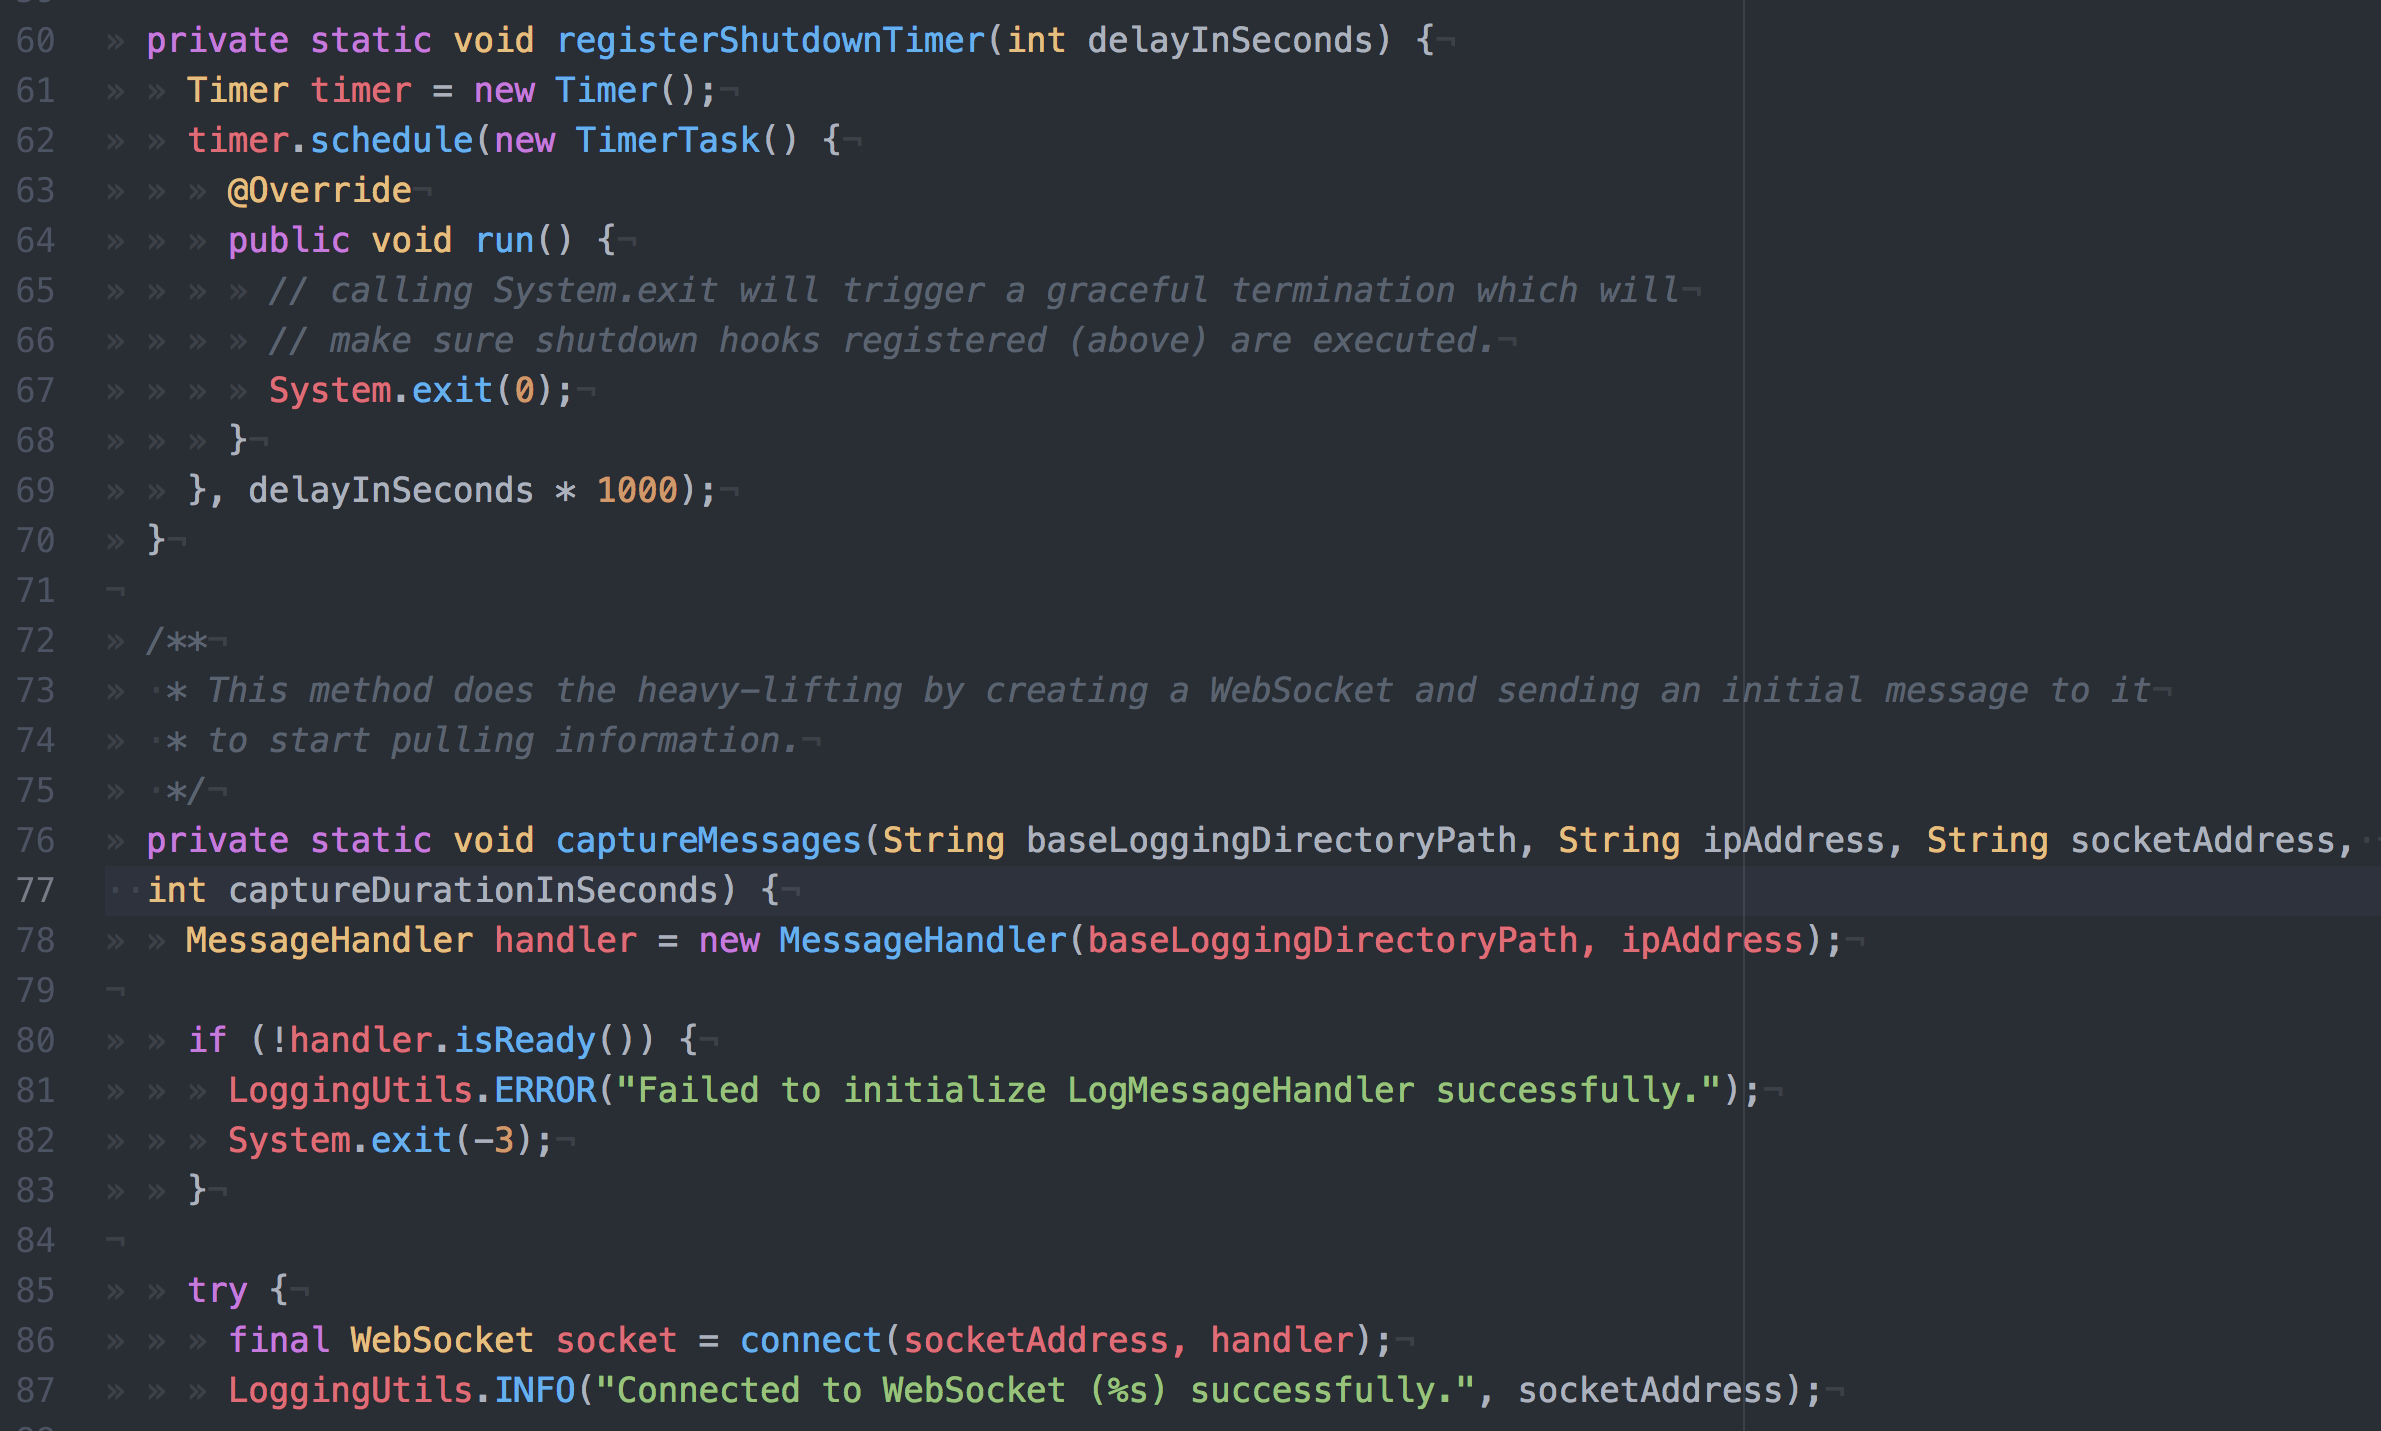 60 private static void registerShutdownTimer(int delayInSeconds) {
61 Timer timer = new Timer();
62 timer.schedule(new TimerTask() {
63 @Override
64 public void run() {
65 // calling System.exit will trigger a graceful termination which will
66 // make sure shutdown hooks registered (above) are executed.
67 System.exit(0);
68 }
69 }, delayInSeconds * 1000);
70 }
71
72 /**
73 * This method does the heavy-lifting by creating a WebSocket and sending an initial message to it
74 * to start pulling information.
75 */
76 private static void captureMessages(String baseLoggingDirectoryPath, String ipAddress, String socketAddress,
77 int captureDurationInSeconds) {
78 MessageHandler handler = new MessageHandler(baseLoggingDirectoryPath, ipAddress);
79
80 if (!handler.isReady()) {
81 LoggingUtils.ERROR("Failed to initialize LogMessageHandler successfully.");
82 System.exit(-3);
83 }
84
85 try {
86 final WebSocket socket = connect(socketAddress, handler);
87 LoggingUtils.INFO("Connected to WebSocket (%s) successfully.", socketAddress);